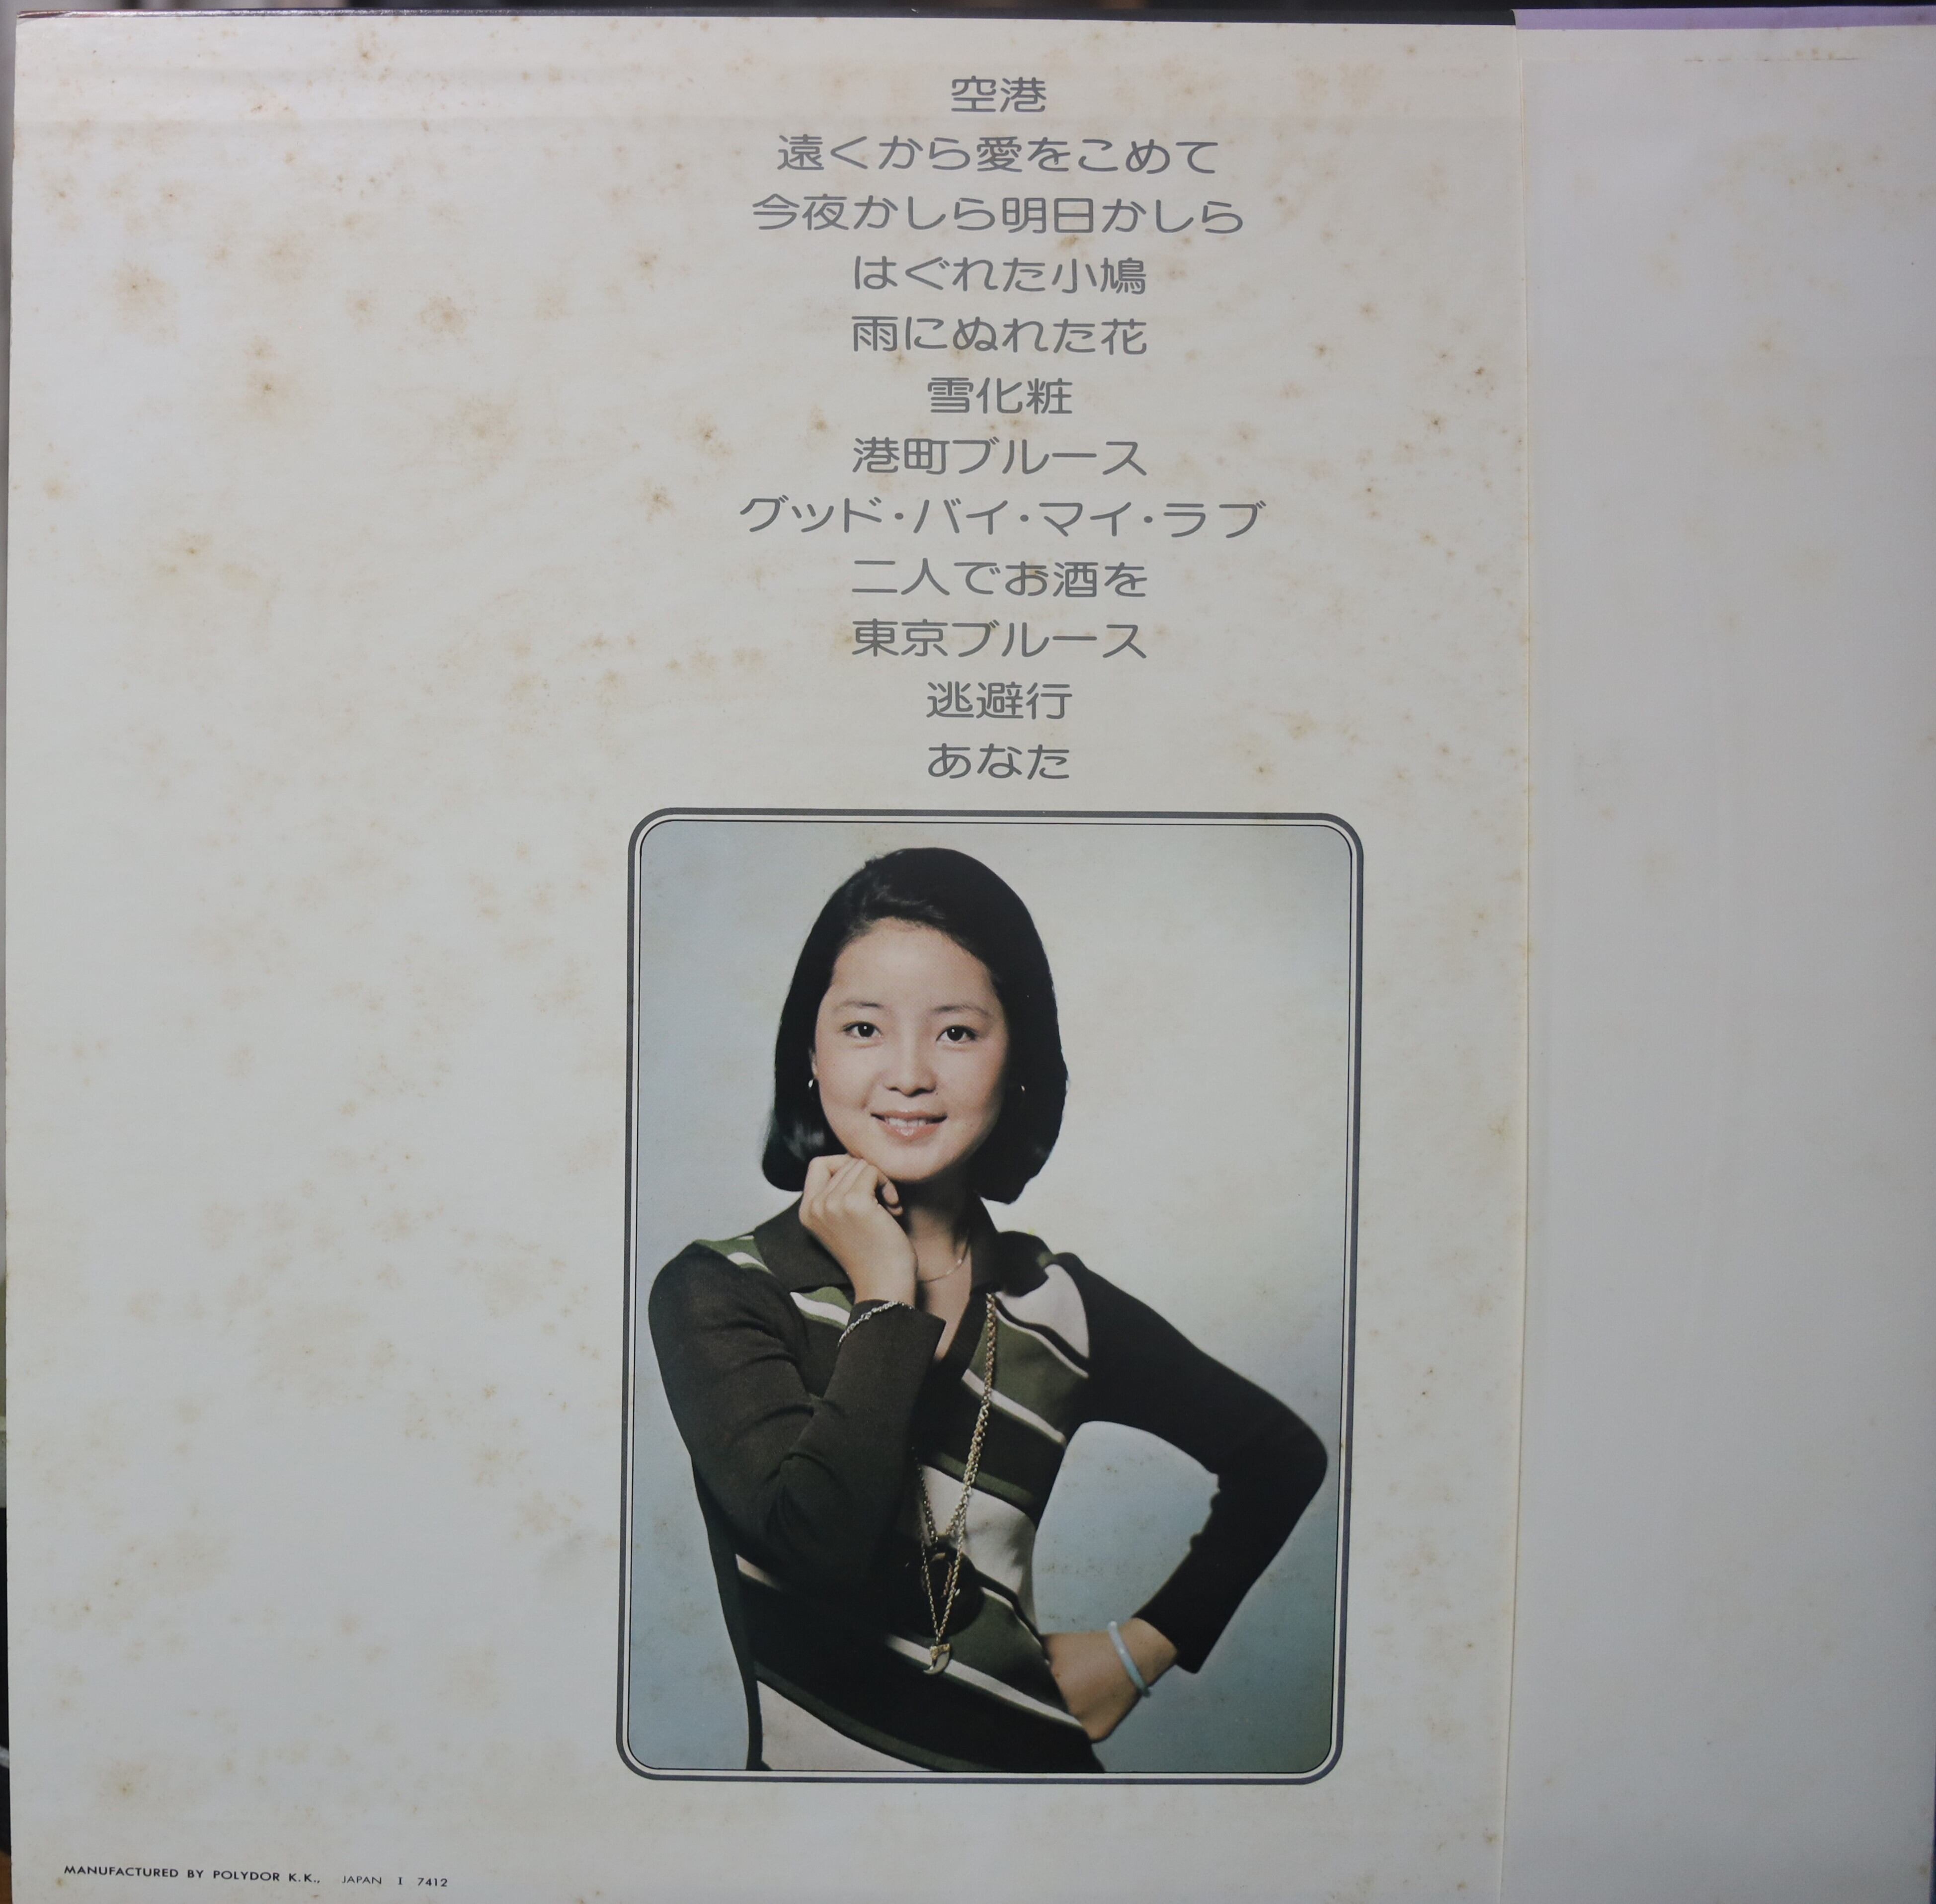 空港
遠くから愛をこめて
今夜かしら明日かしら
はぐれた小鳩
雨にぬれた花
雪化粧
港町ブルース
グッド・バイ・マイ・ラブ
二人でお酒を
東京ブルース
逃避行
あなた
MANUFACTURED BY POLYDOR K.K., JAPAN I 7412